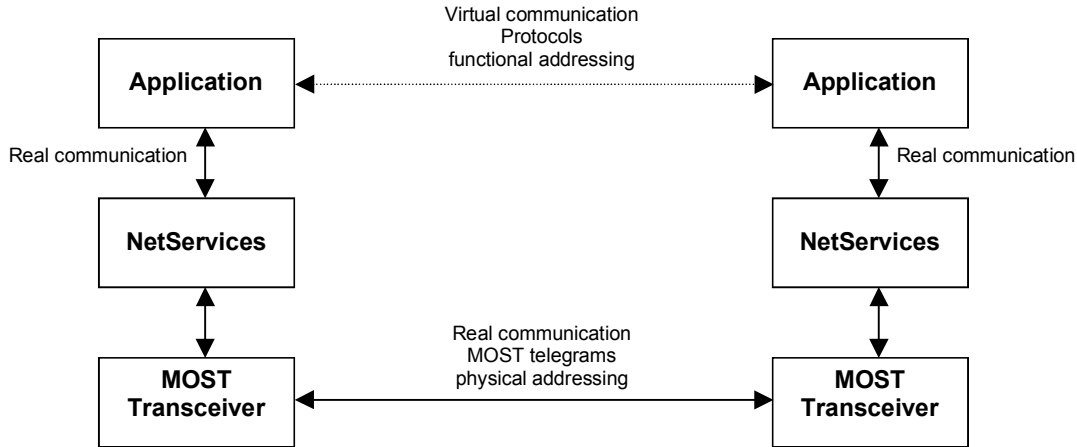 Virtual communication
Protocols
functional addressing
Application
Application
Real communication
Real communication
NetServices
NetServices
Real communication
MOST telegrams
physical addressing
MOST
Transceiver
MOST
Transceiver